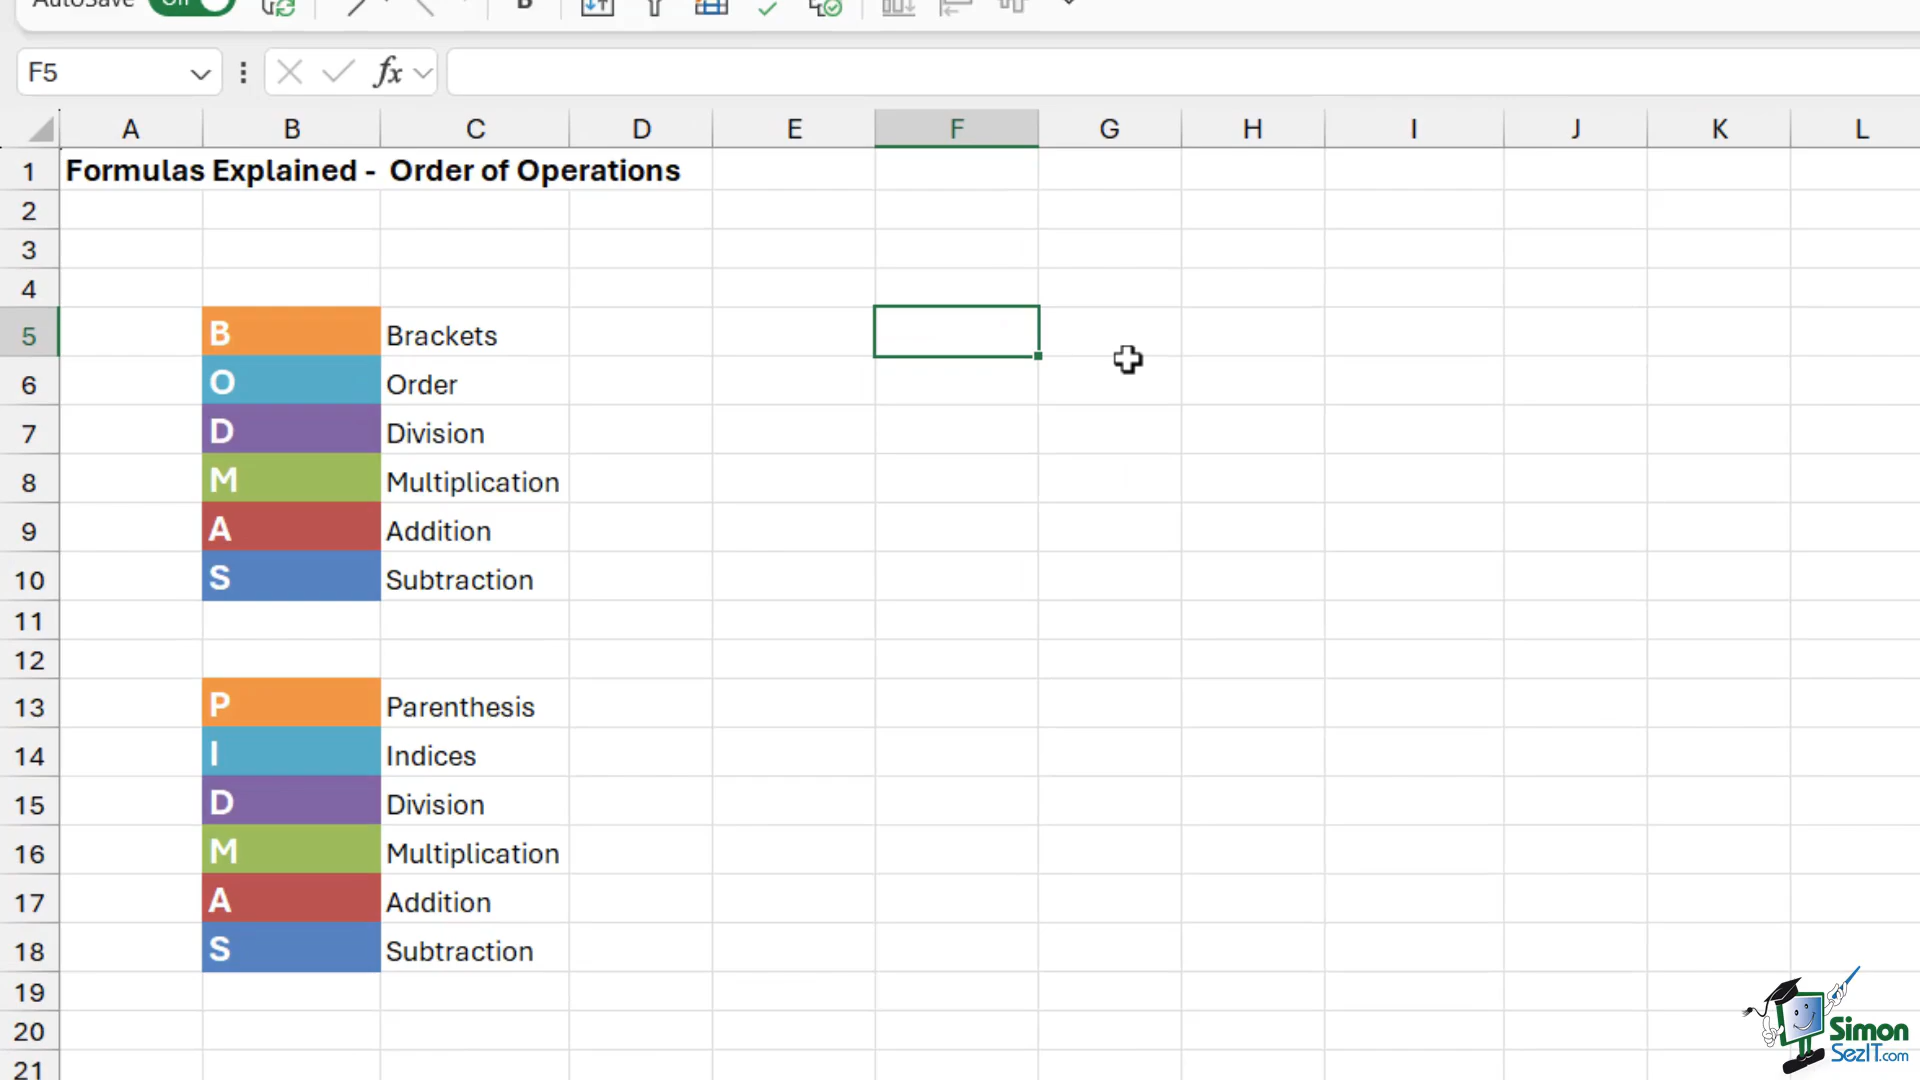 AutoSave On B
F5 fx
A B C D E F G H I J K L
1 Formulas Explained - Order of Operations
2
3
4
5 B Brackets
6 O Order
7 D Division
8 M Multiplication
9 A Addition
10 S Subtraction
11
12
13 P Parenthesis
14 I Indices
15 D Division
16 M Multiplication
17 A Addition
18 S Subtraction
19
20
21
Simon
SezIT.com